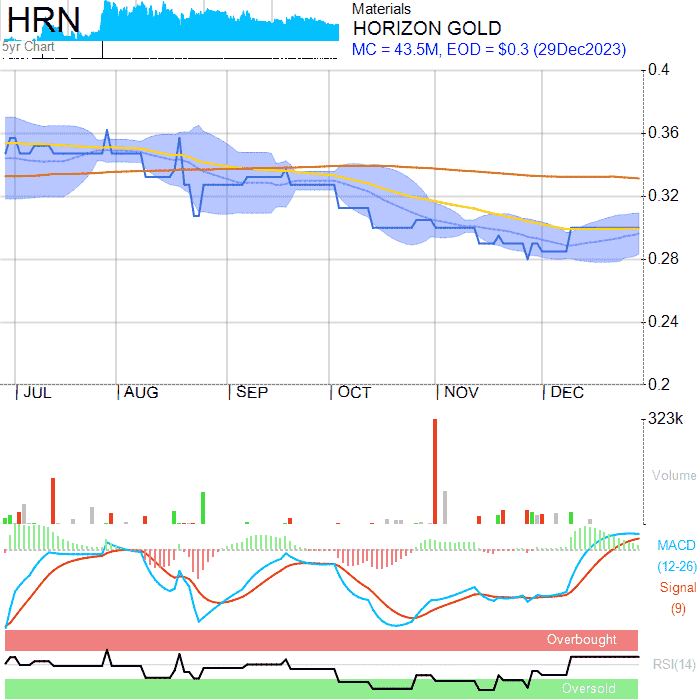 HRN
5yr Chart
Materials
HORIZON GOLD
MC = 43.5M, EOD = $0.3 (29Dec2023)
0.4
0.36
0.32
0.28
0.24
0.2
JUL AUG SEP OCT NOV DEC
323k
Volume
MACD
(12-26)
Signal
(9)
Overbought
RSI(14)
Oversold